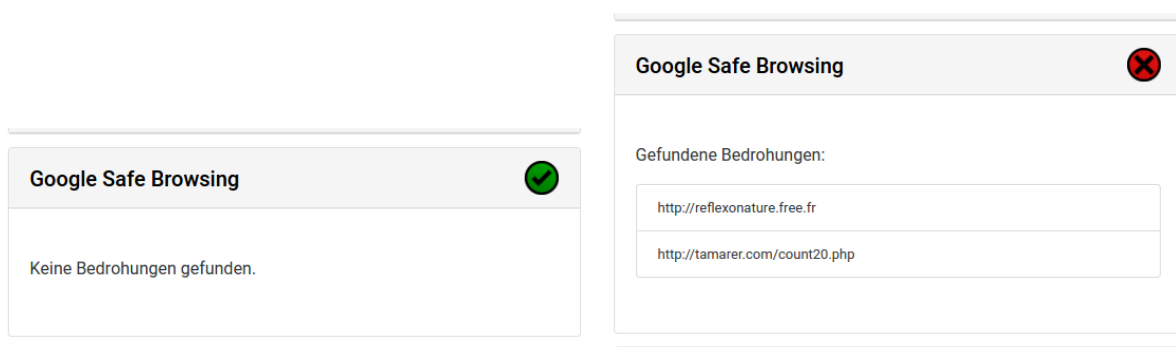 Google Safe Browsing
Keine Bedrohungen gefunden.
Google Safe Browsing
Gefundene Bedrohungen:
http://reflexonature.free.fr
http://tamarer.com/count20.php